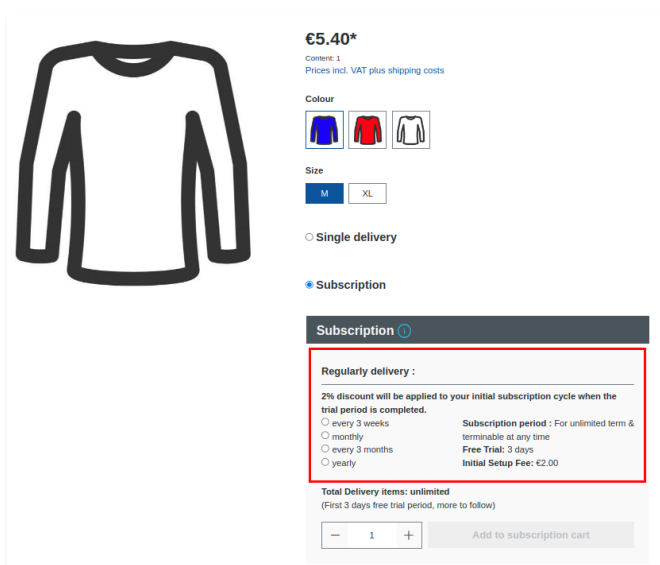 €5.40*
Content: 1
Prices incl. VAT plus shipping costs
Colour
Size
M
XL
Single delivery
Subscription
Subscription
Regularly delivery :
2% discount will be applied to your initial subscription cycle when the
trial period is completed.
every 3 weeks
monthly
every 3 months
yearly
Subscription period : For unlimited term &
terminable at any time
Free Trial: 3 days
Initial Setup Fee: €2.00
Total Delivery items: unlimited
(First 3 days free trial period, more to follow)
− 1 +
Add to subscription cart